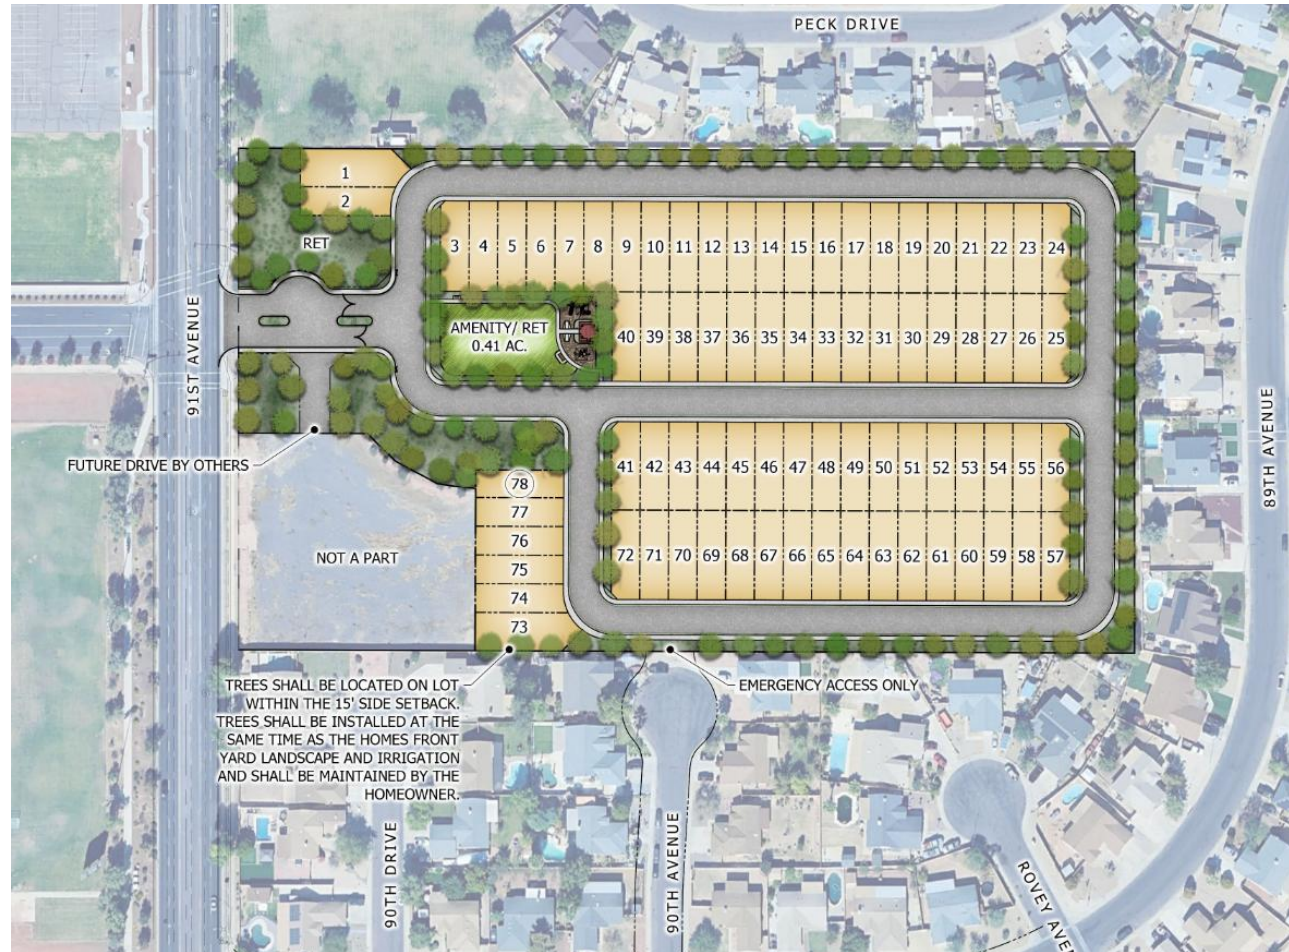 PECK DRIVE
1
2
RET
3 4 5 6 7 8 9 10 11 12 13 14 15 16 17 18 19 20 21 22 23 24
91ST AVENUE
AMENITY/ RET
0.41 AC.
40 39 38 37 36 35 34 33 32 31 30 29 28 27 26 25
89TH AVENUE
FUTURE DRIVE BY OTHERS
41 42 43 44 45 46 47 48 49 50 51 52 53 54 55 56
78
77
76
75
74
73
NOT A PART
72 71 70 69 68 67 66 65 64 63 62 61 60 59 58 57
TREES SHALL BE LOCATED ON LOT
WITHIN THE 15' SIDE SETBACK.
TREES SHALL BE INSTALLED AT THE
SAME TIME AS THE HOMES FRONT
YARD LANDSCAPE AND IRRIGATION
AND SHALL BE MAINTAINED BY THE
HOMEOWNER.
EMERGENCY ACCESS ONLY
90TH DRIVE
90TH AVENUE
ROVEY AVE